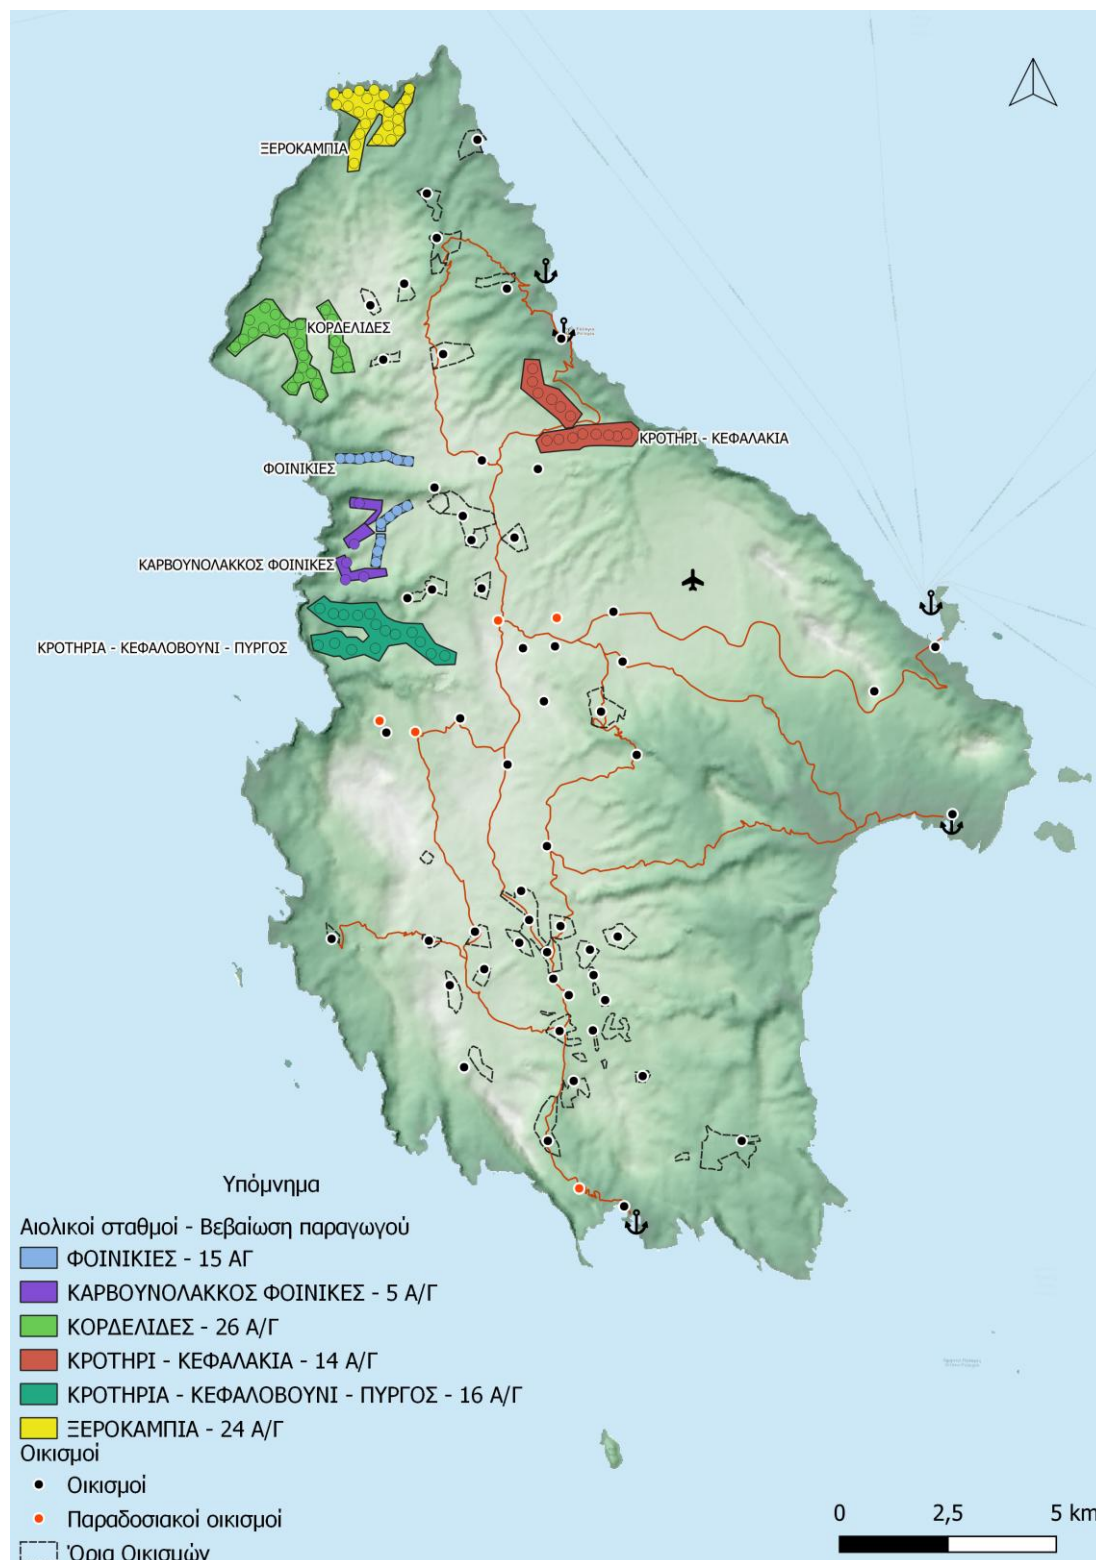 ΞΕΡΟΚΑΜΠΙΑ
ΚΟΡΔΕΛΙΔΕΣ
ΚΡΟΤΗΡΙ - ΚΕΦΑΛΑΚΙΑ
ΦΟΙΝΙΚΙΕΣ
ΚΑΡΒΟΥΝΟΛΑΚΚΟΣ ΦΟΙΝΙΚΕΣ
ΚΡΟΤΗΡΙΑ - ΚΕΦΑΛΟΒΟΥΝΙ - ΠΥΡΓΟΣ
Υπόμνημα
Αιολικοί σταθμοί - Βεβαίωση παραγωγού
ΦΟΙΝΙΚΙΕΣ - 15 ΑΓ
ΚΑΡΒΟΥΝΟΛΑΚΚΟΣ ΦΟΙΝΙΚΕΣ - 5 Α/Γ
ΚΟΡΔΕΛΙΔΕΣ - 26 Α/Γ
ΚΡΟΤΗΡΙ - ΚΕΦΑΛΑΚΙΑ - 14 Α/Γ
ΚΡΟΤΗΡΙΑ - ΚΕΦΑΛΟΒΟΥΝΙ - ΠΥΡΓΟΣ - 16 Α/Γ
ΞΕΡΟΚΑΜΠΙΑ - 24 Α/Γ
Οικισμοί
Οικισμοί
Παραδοσιακοί οικισμοί
Όρια Οικισμών
0 2,5 5 km